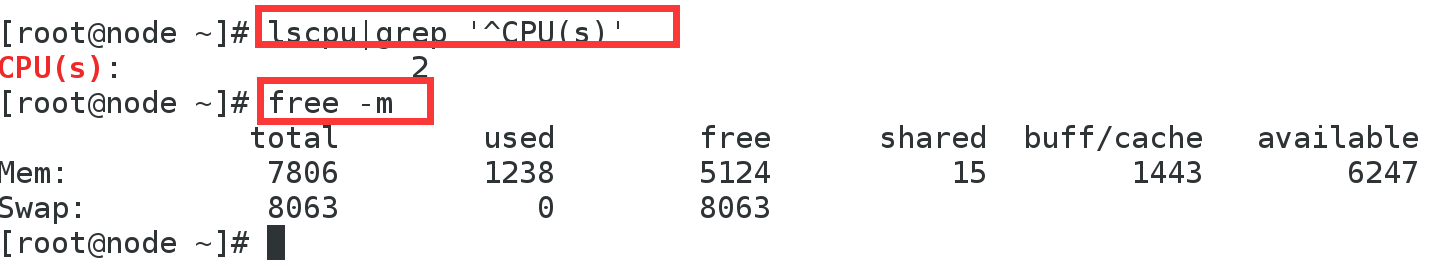 [root@node ~]# lscpu|grep '^CPU(s)'
CPU(s): 2
[root@node ~]# free -m
total used free shared buff/cache available
Mem: 7806 1238 5124 15 1443 6247
Swap: 8063 0 8063
[root@node ~]#